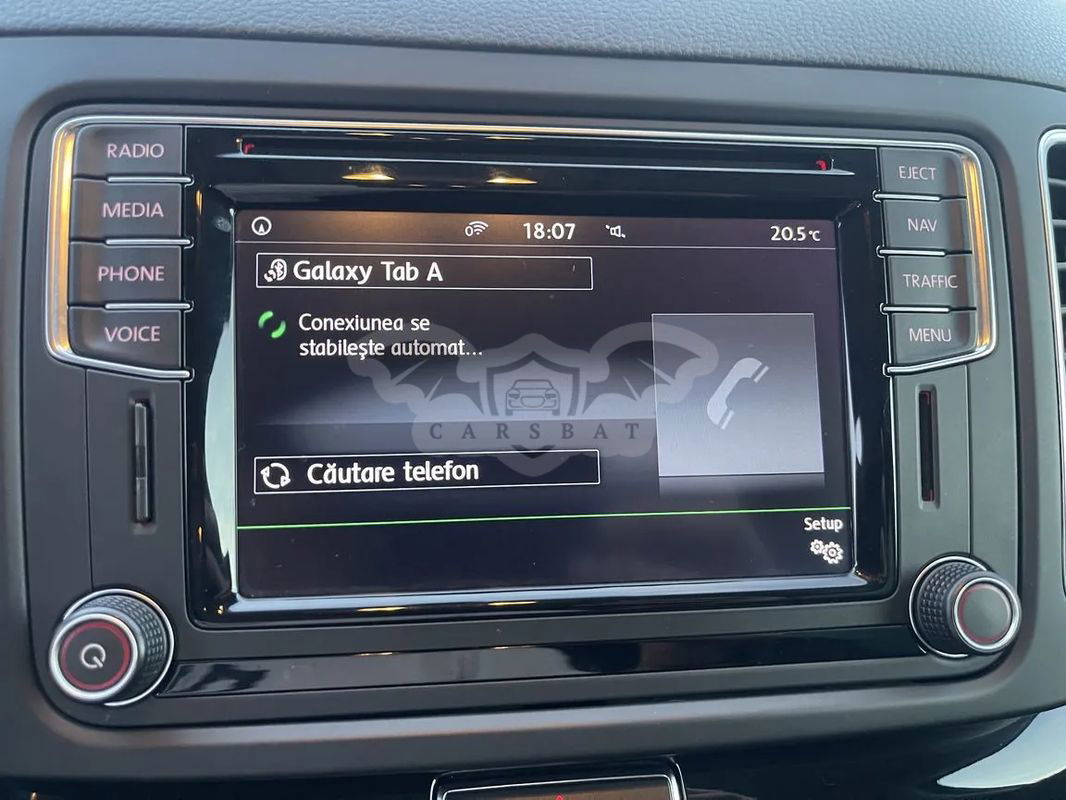 RADIO
MEDIA
PHONE
VOICE
EJECT
NAV
TRAFFIC
MENU
0 18:07 20.5°C
Galaxy Tab A
Conexiunea se
stabileşte automat...
CARSBAT
Căutare telefon
Setup